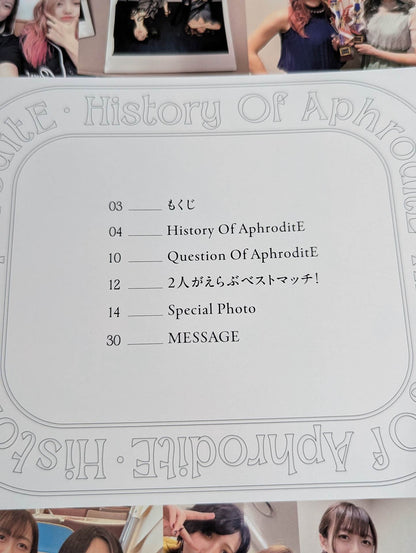 History Of AphroditE
03 もくじ
04 History Of AphroditE
10 Question Of AphroditE
12 2人がえらぶベストマッチ!
14 Special Photo
30 MESSAGE
Of AphroditE · Histo